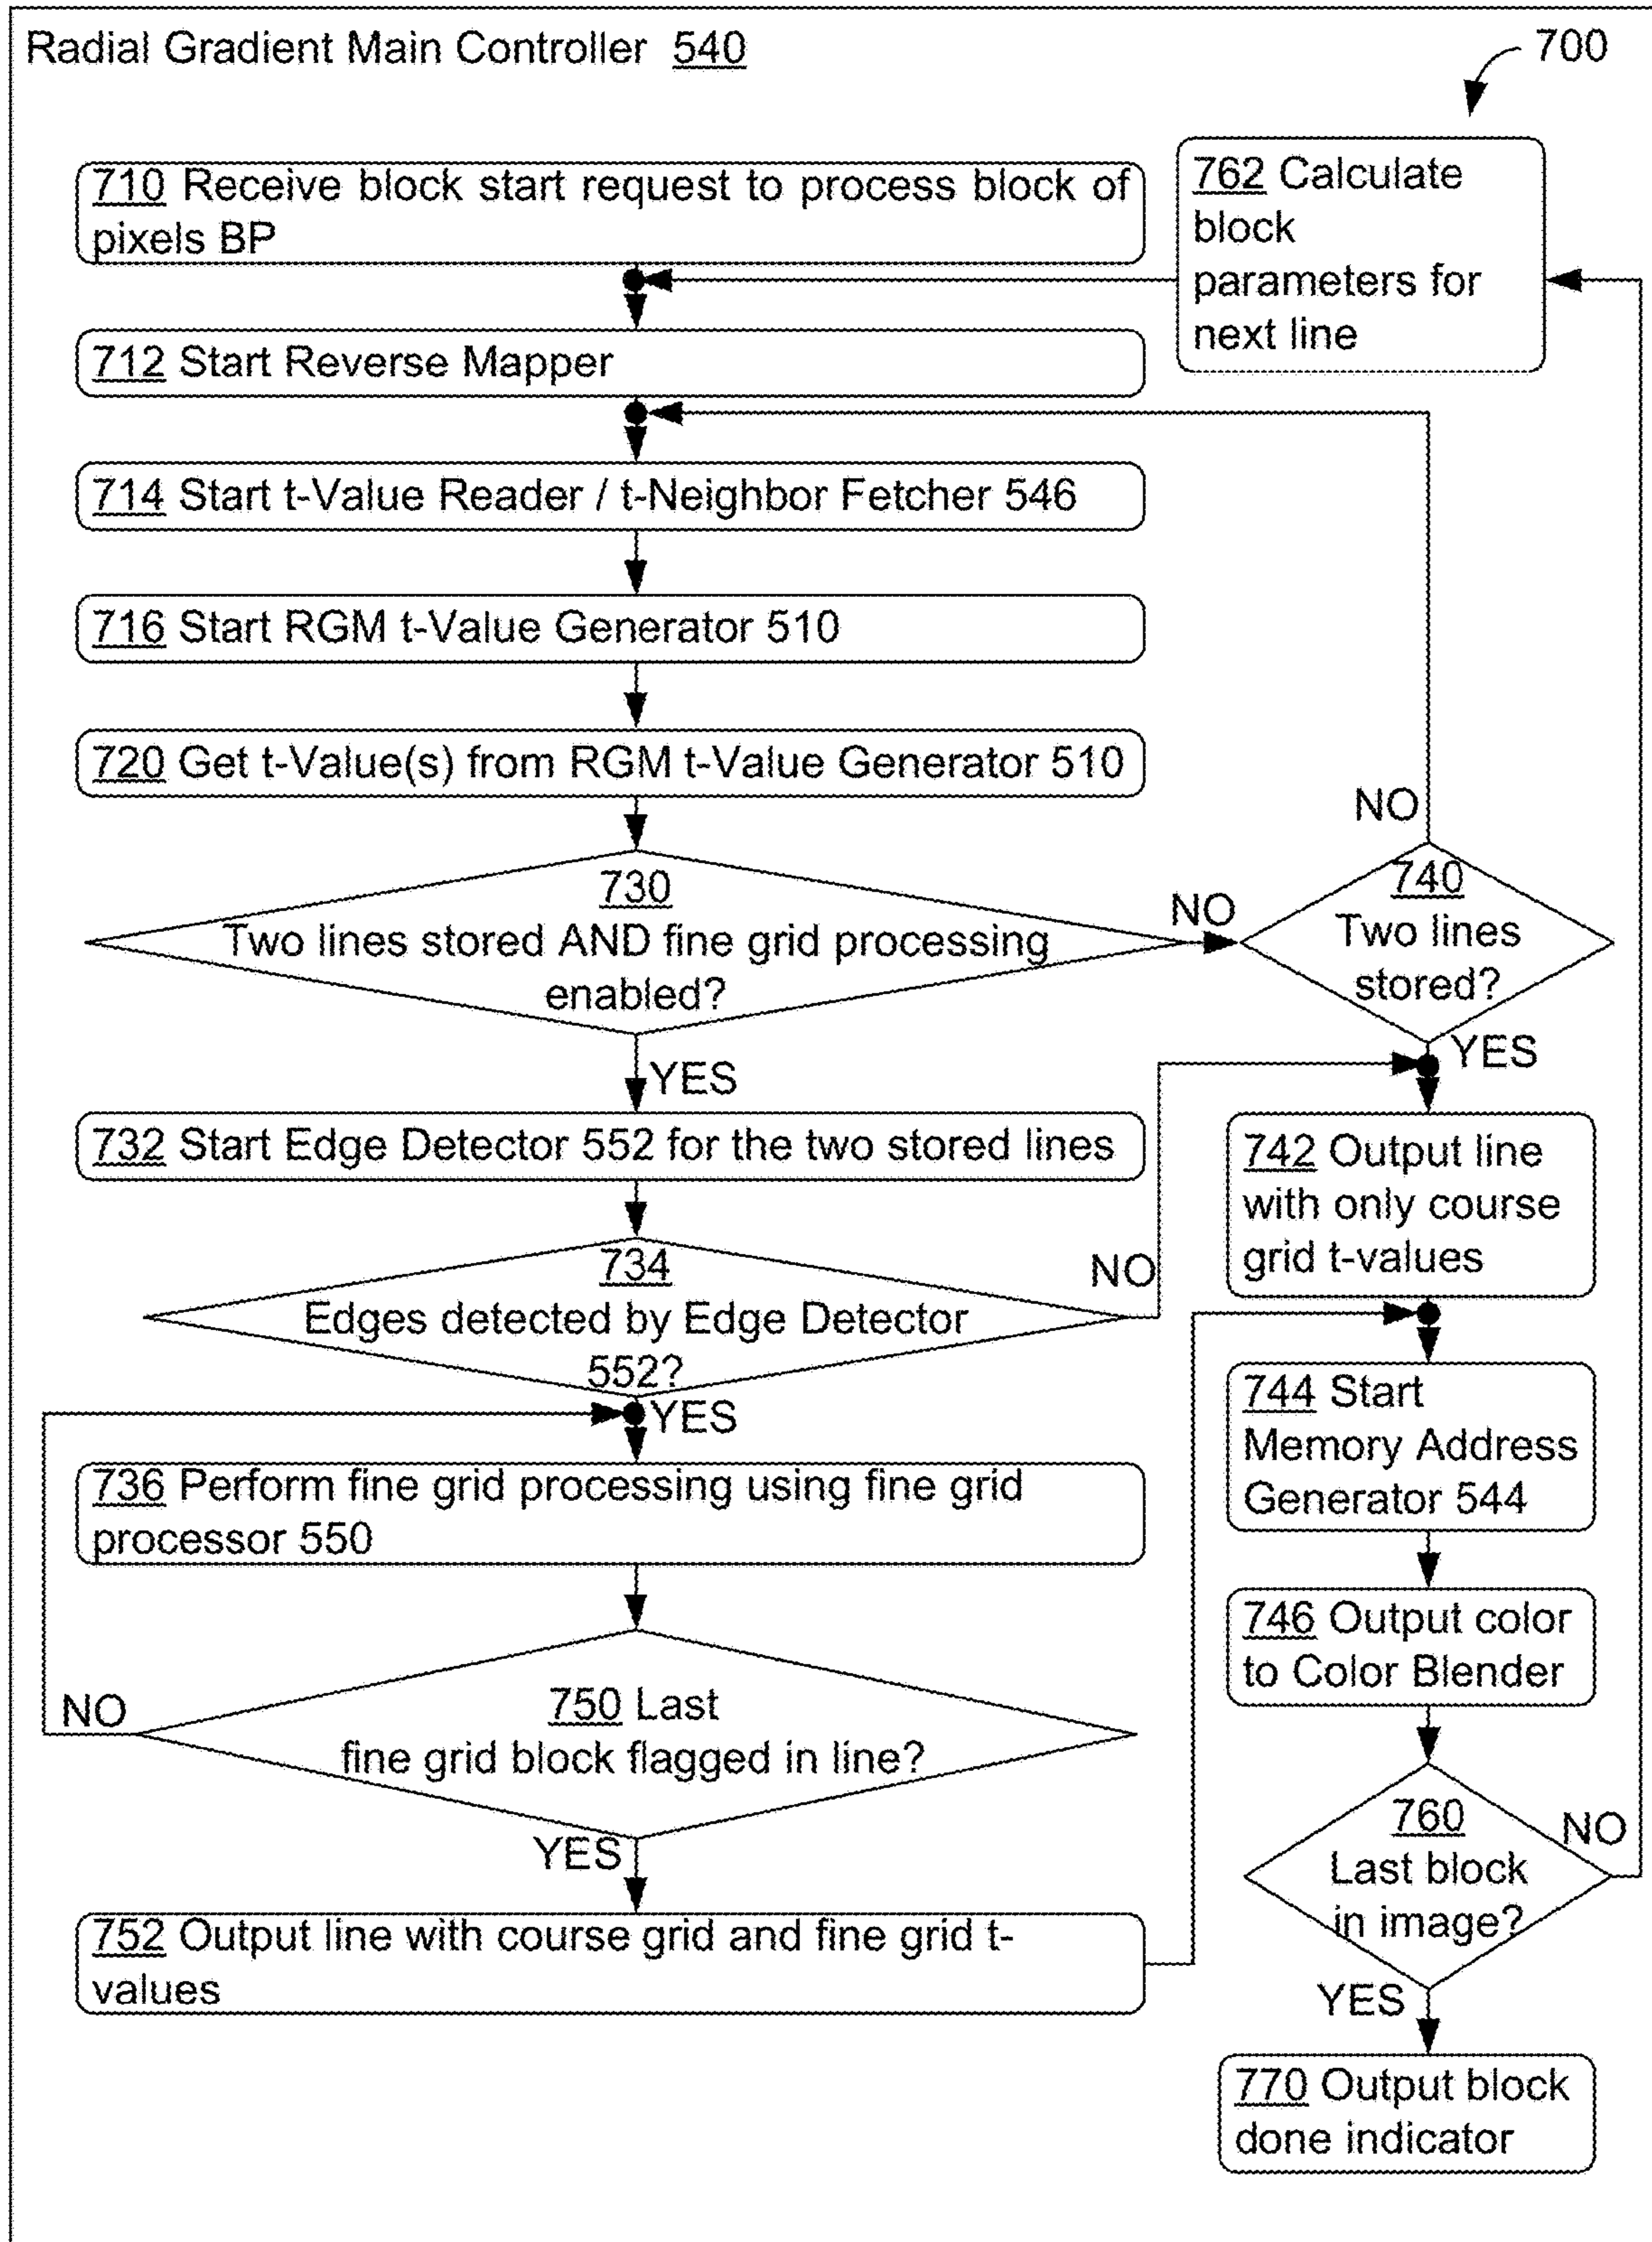 Radial Gradient Main Controller 540
700
710 Receive block start request to process block of
pixels BP
762 Calculate
block
parameters for
next line
712 Start Reverse Mapper
714 Start t-Value Reader / t-Neighbor Fetcher 546
716 Start RGM t-Value Generator 510
720 Get t-Value(s) from RGM t-Value Generator 510
730
Two lines stored AND fine grid processing
enabled?
NO
740
Two lines
stored?
NO
YES
YES
732 Start Edge Detector 552 for the two stored lines
734
Edges detected by Edge Detector
552?
NO
YES
742 Output line
with only course
grid t-values
744 Start
Memory Address
Generator 544
736 Perform fine grid processing using fine grid
processor 550
746 Output color
to Color Blender
750 Last
fine grid block flagged in line?
NO
YES
760
Last block
in image?
NO
YES
752 Output line with course grid and fine grid t-
values
770 Output block
done indicator